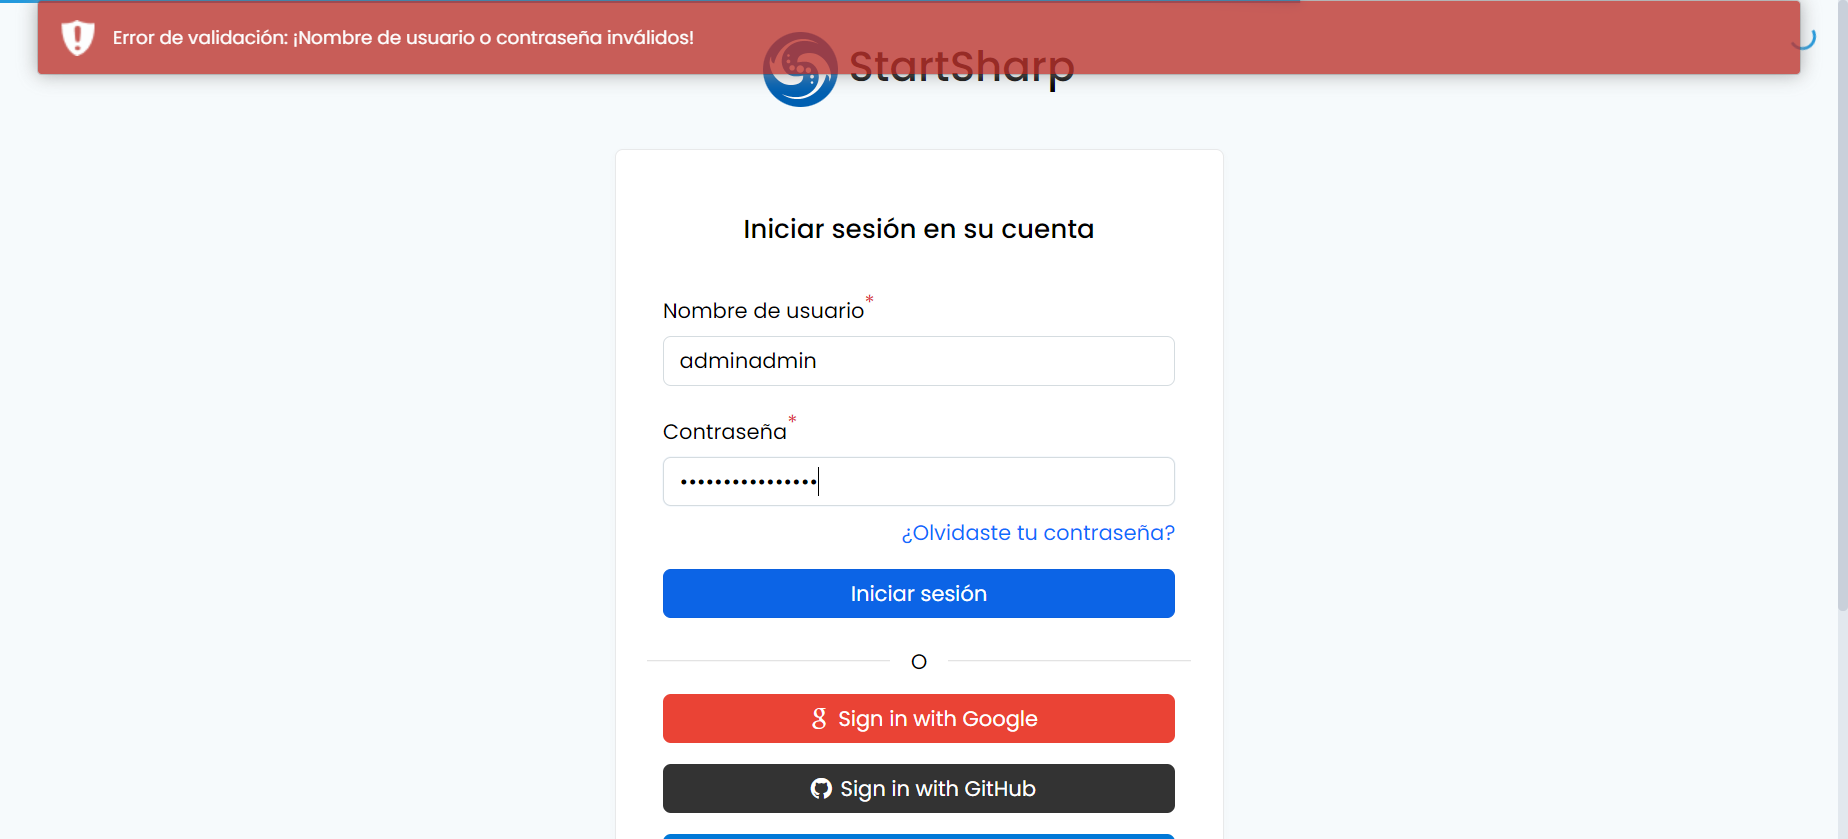 Error de validación: ¡Nombre de usuario o contraseña inválidos!
StartSharp
Iniciar sesión en su cuenta
Nombre de usuario*
adminadmin
Contraseña*
••••••••••••••••
¿Olvidaste tu contraseña?
Iniciar sesión
O
Sign in with Google
Sign in with GitHub